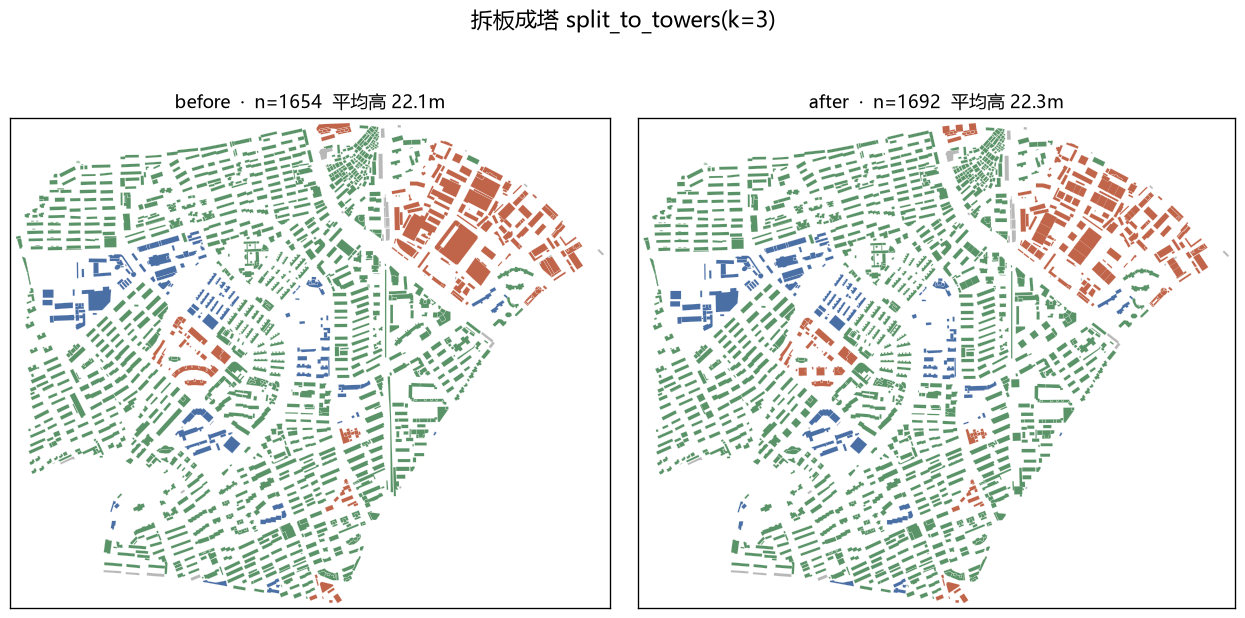 拆板成塔 split_to_towers(k=3)
before · n=1654 平均高 22.1m
after · n=1692 平均高 22.3m